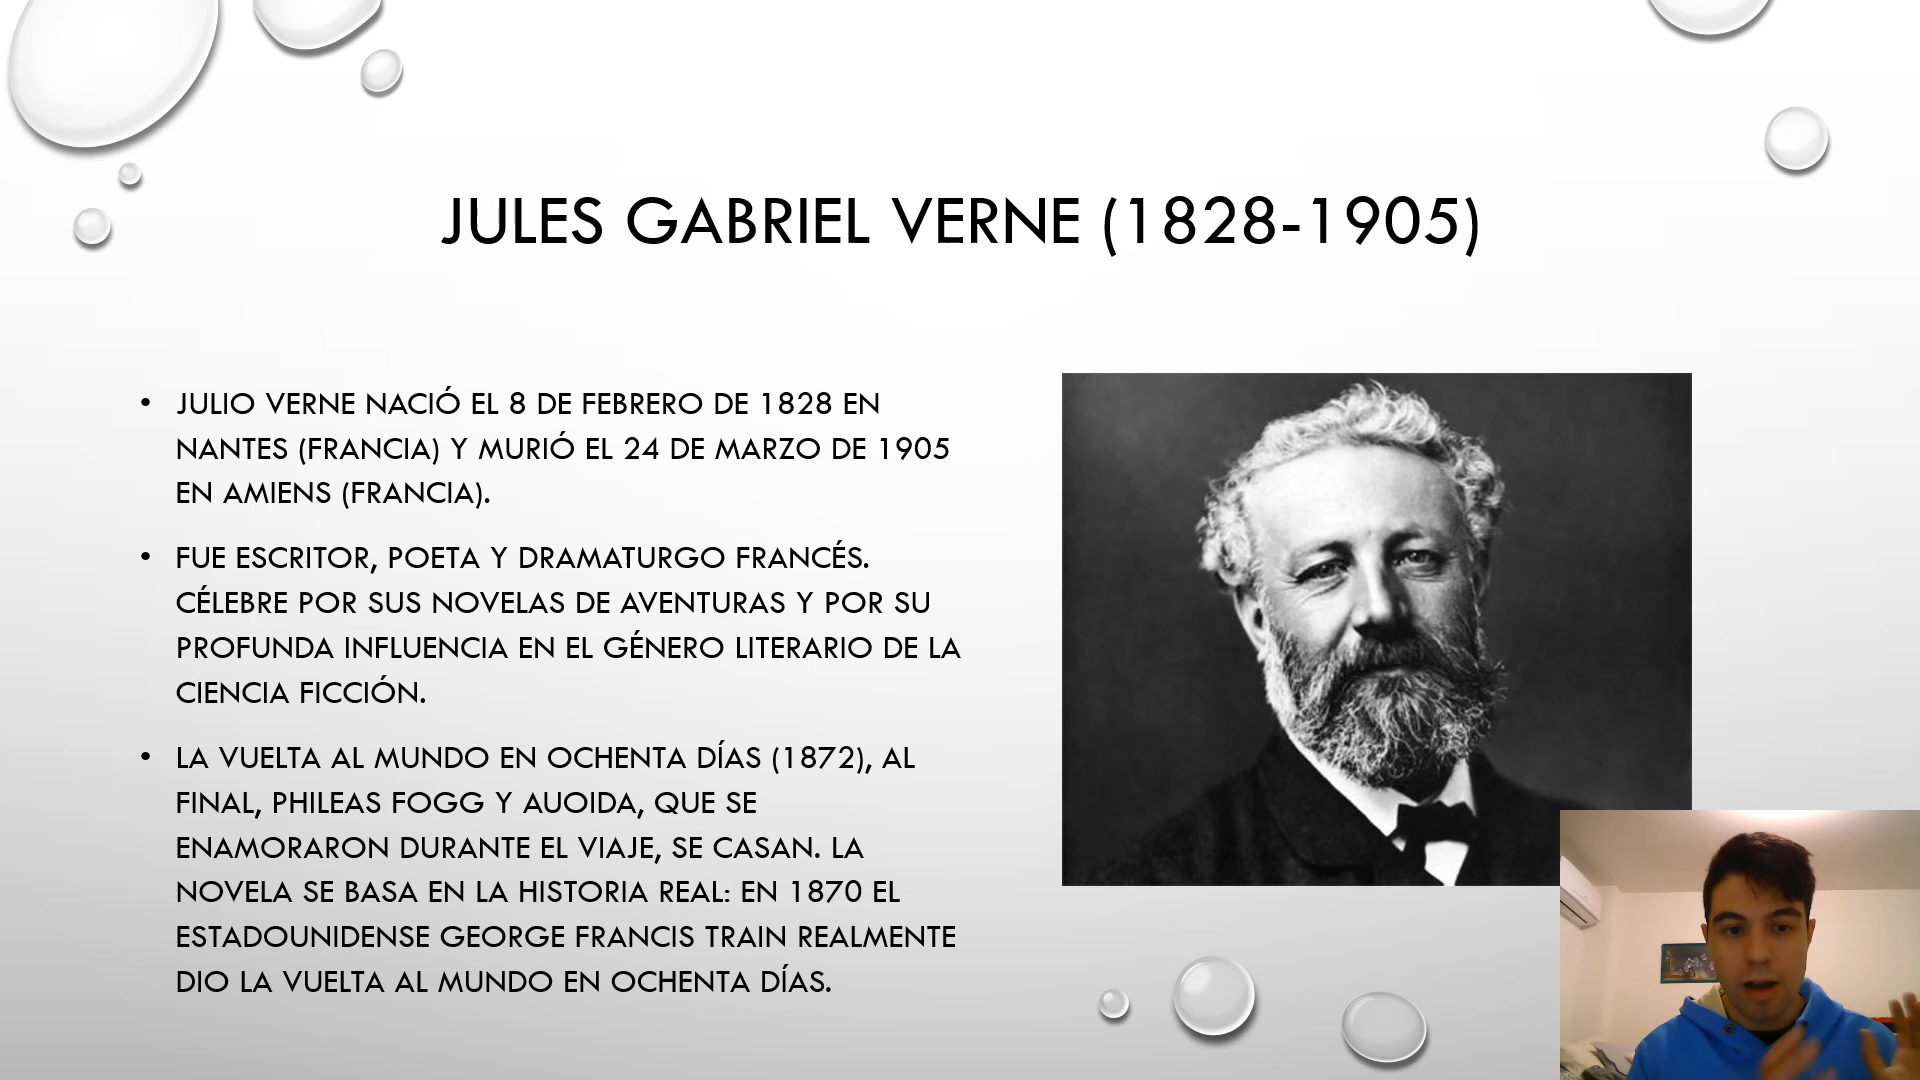 JULES GABRIEL VERNE (1828-1905)
• JULIO VERNE NACIÓ EL 8 DE FEBRERO DE 1828 EN
NANTES (FRANCIA) Y MURIÓ EL 24 DE MARZO DE 1905
EN AMIENS (FRANCIA).
• FUE ESCRITOR, POETA Y DRAMATURGO FRANCÉS.
CÉLEBRE POR SUS NOVELAS DE AVENTURAS Y POR SU
PROFUNDA INFLUENCIA EN EL GÉNERO LITERARIO DE LA
CIENCIA FICCIÓN.
• LA VUELTA AL MUNDO EN OCHENTA DÍAS (1872), AL
FINAL, PHILEAS FOGG Y AUOIDA, QUE SE
ENAMORARON DURANTE EL VIAJE, SE CASAN. LA
NOVELA SE BASA EN LA HISTORIA REAL: EN 1870 EL
ESTADOUNIDENSE GEORGE FRANCIS TRAIN REALMENTE
DIO LA VUELTA AL MUNDO EN OCHENTA DÍAS.